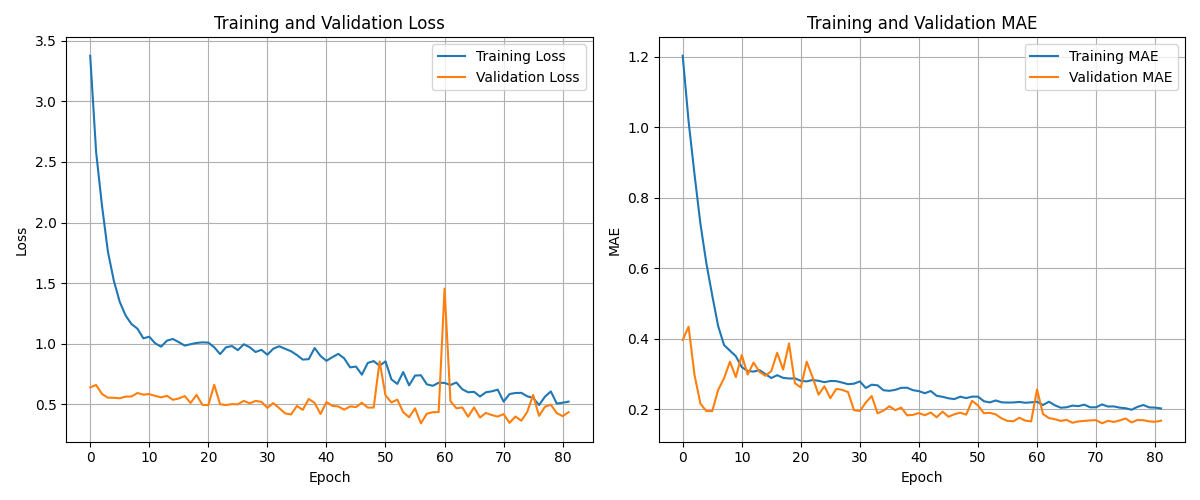 Training and Validation Loss
3.5
3.0
2.5
2.0
1.5
1.0
0.5
Loss
0 10 20 30 40 50 60 70 80
Epoch
Training Loss
Validation Loss
Training and Validation MAE
1.2
1.0
0.8
0.6
0.4
0.2
MAE
0 10 20 30 40 50 60 70 80
Epoch
Training MAE
Validation MAE